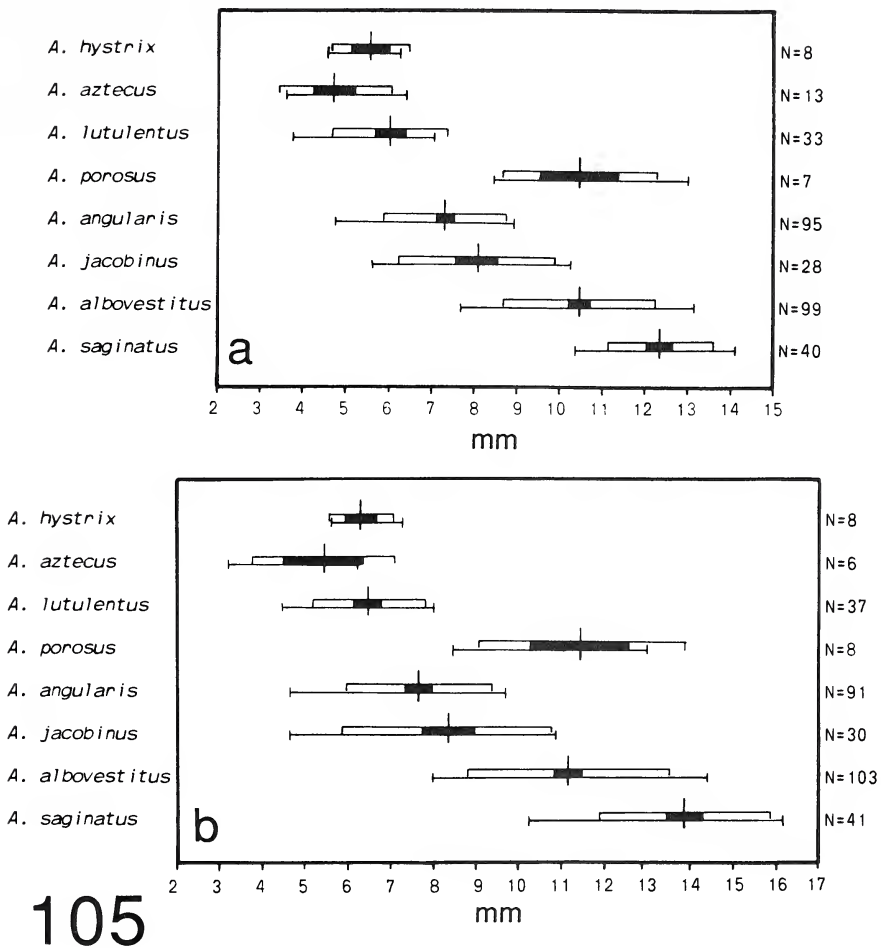 A. hystrix N=8
A. aztecus N=13
A. lutulentus N=33
A. porosus N=7
A. angularis N=95
A. jacobinus N=28
A. albovestitus N=99
A. saginatus N=40
a
2 3 4 5 6 7 8 9 10 11 12 13 14 15
mm
A. hystrix N=8
A. aztecus N=6
A. lutulentus N=37
A. porosus N=8
A. angularis N=91
A. jacobinus N=30
A. albovestitus N=103
A. saginatus N=41
b
2 3 4 5 6 7 8 9 10 11 12 13 14 15 16 17
mm
105